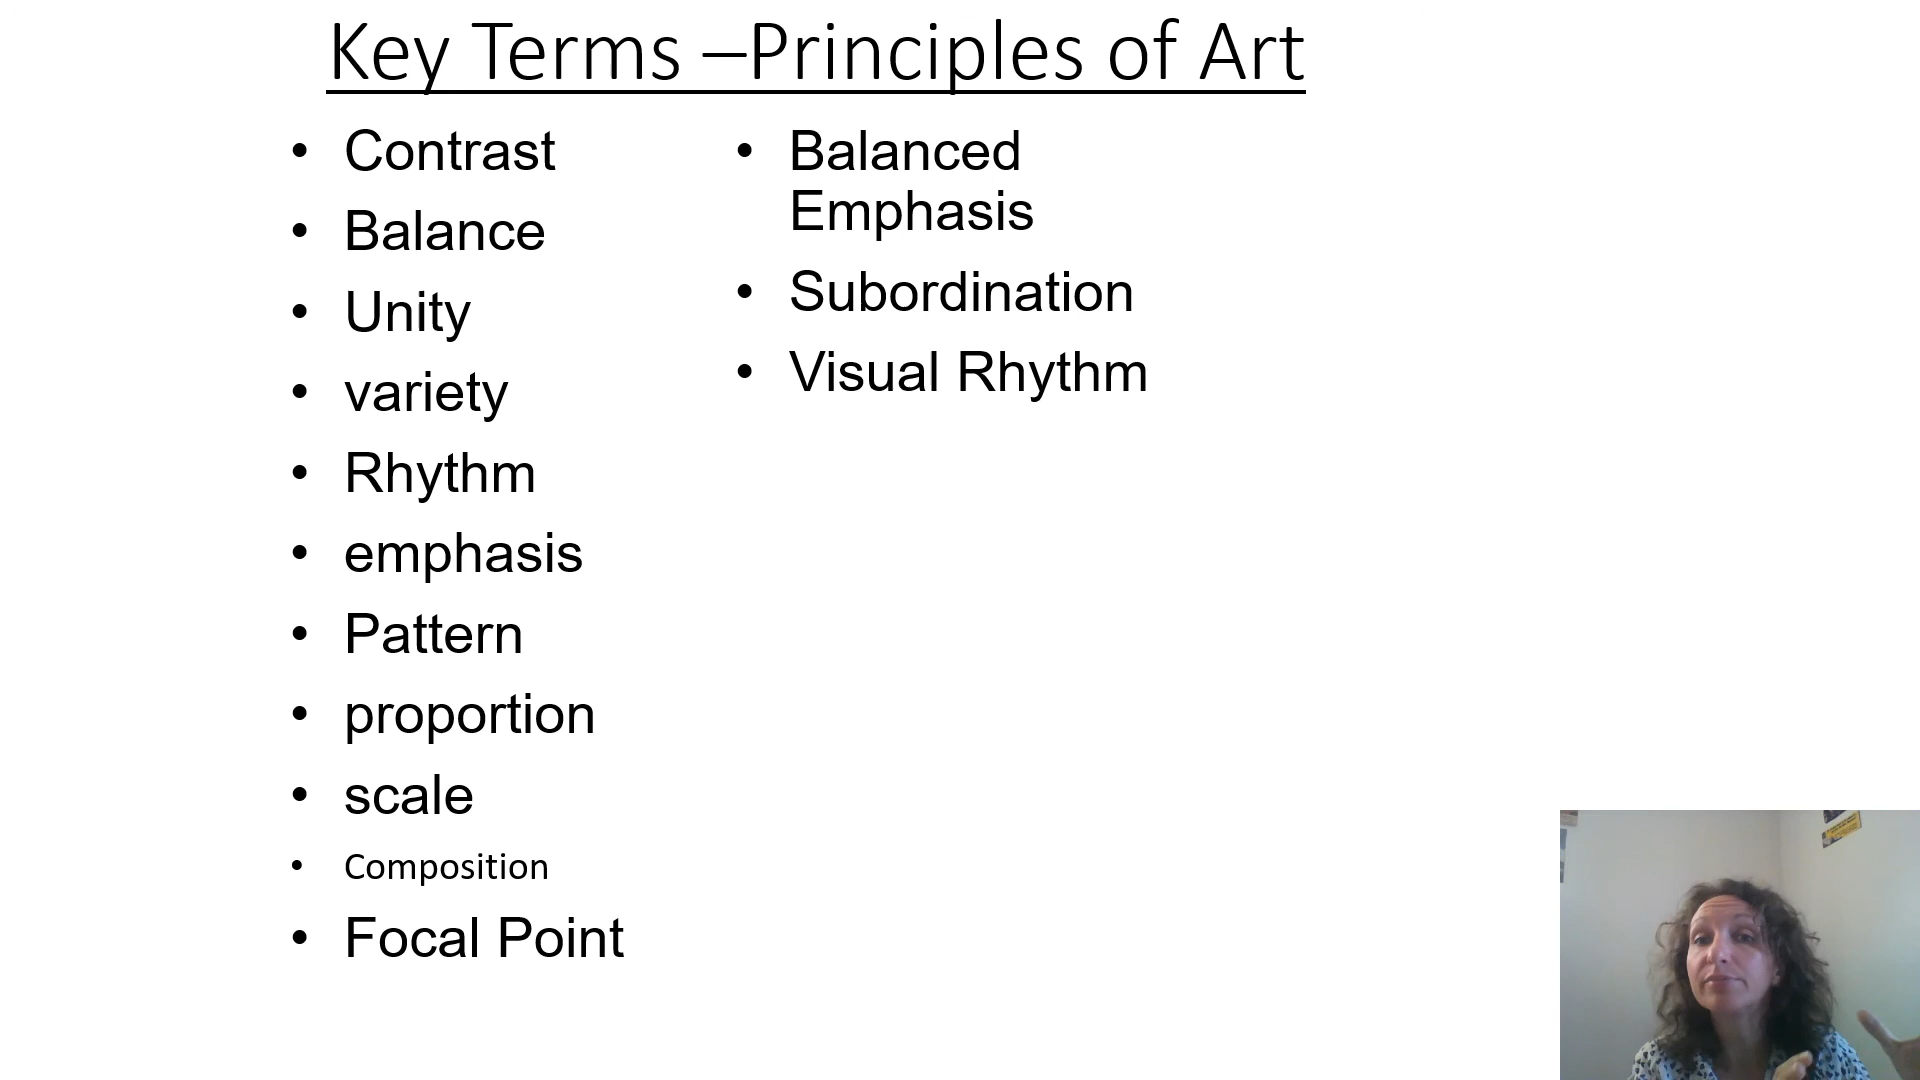 Key Terms –Principles of Art
• Contrast
• Balance
• Unity
• variety
• Rhythm
• emphasis
• Pattern
• proportion
• scale
• Composition
• Focal Point
• Balanced
Emphasis
• Subordination
• Visual Rhythm